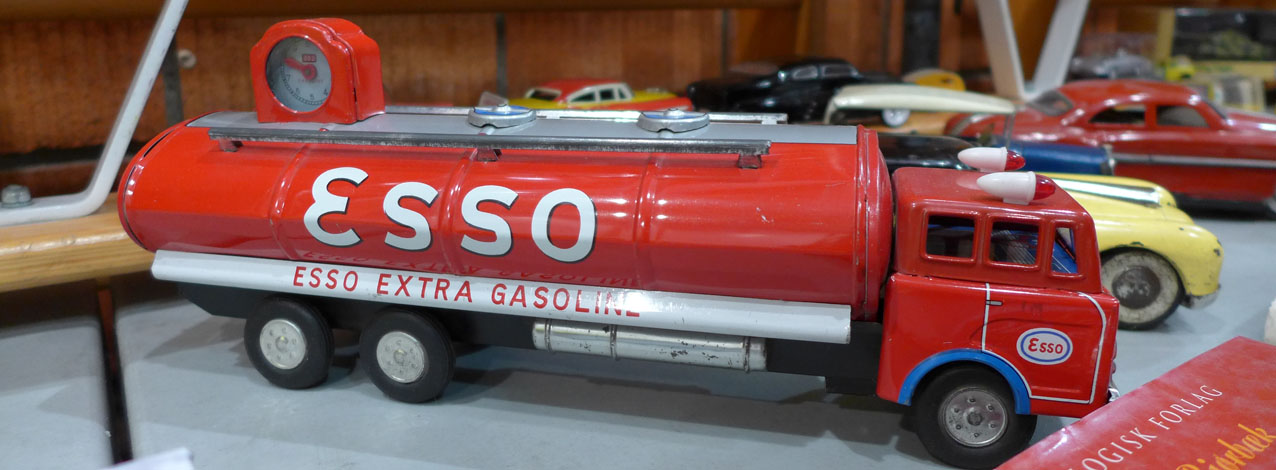 ESSO
ESSO EXTRA GASOLINE
Esso
OGISK FORLAG